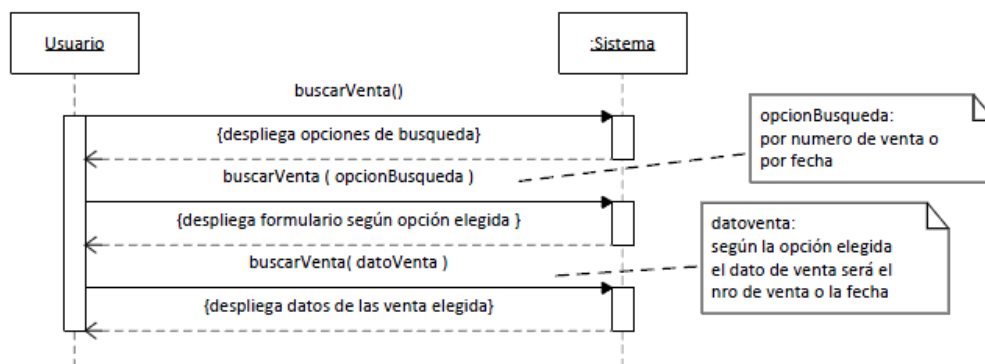 Usuario
:Sistema
buscarVenta()
{despliega opciones de busqueda}
buscarVenta ( opcionBusqueda )
opcionBusqueda:
por numero de venta o
por fecha
{despliega formulario según opción elegida }
buscarVenta( datoVenta )
datoventa:
según la opción elegida
el dato de venta será el
nro de venta o la fecha
{despliega datos de las venta elegida}